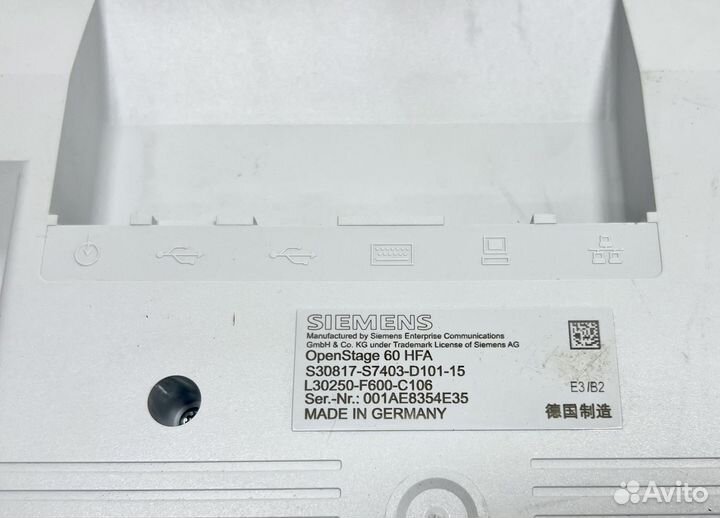 SIEMENS
Manufactured by Siemens Enterprise Communications
GmbH & Co. KG under Trademark License of Siemens AG
OpenStage 60 HFA
S30817-S7403-D101-15
L30250-F600-C106
Ser.-Nr.: 001AE8354E35
MADE IN GERMANY
E3/B2
德国制造
Avito